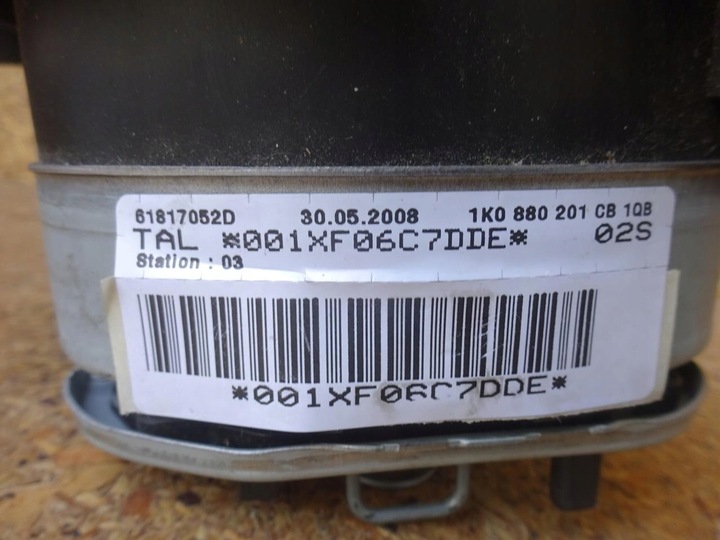 61817052D 30.05.2008 1K0 880 201 CB 1QB
TAL *001XF06C7DDE* 02S
Station : 03
*001XF06C7DDE*